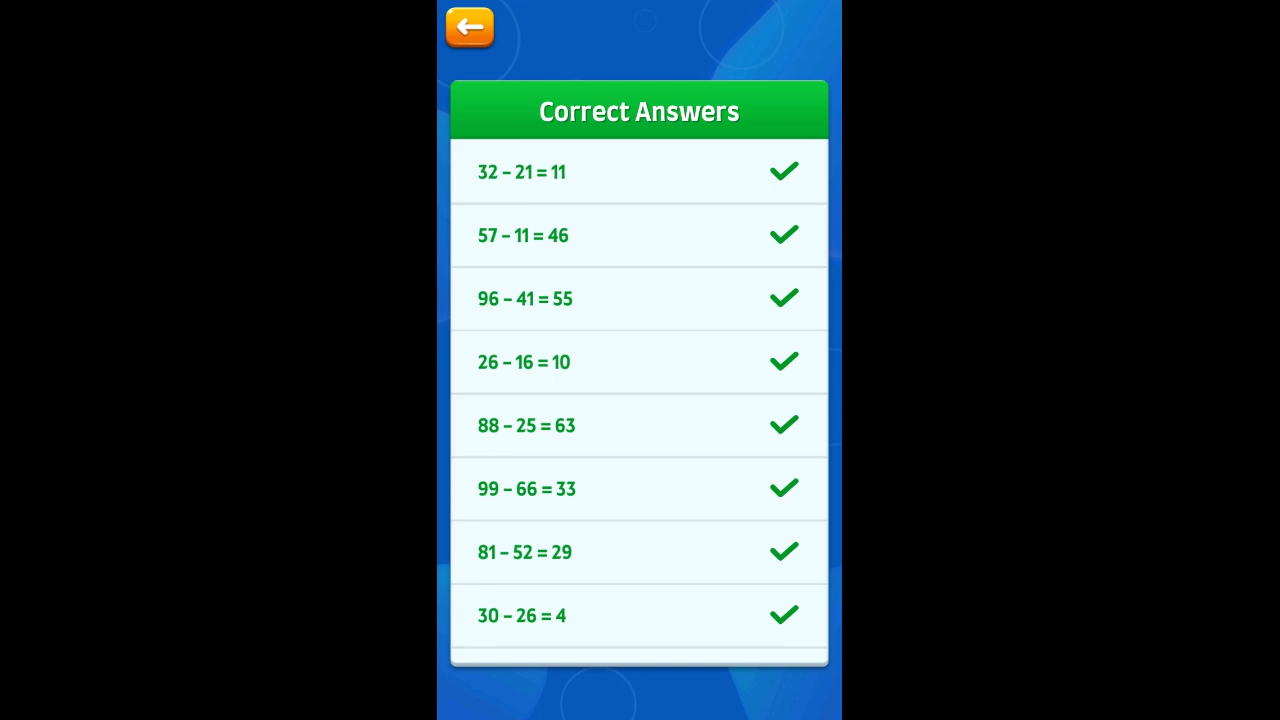 Correct Answers
32 – 21 = 11
57 – 11 = 46
96 – 41 = 55
26 – 16 = 10
88 – 25 = 63
99 – 66 = 33
81 – 52 = 29
30 – 26 = 4